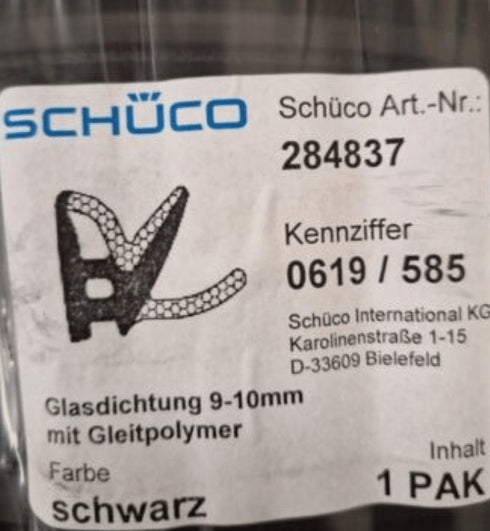 SCHÜCO
Schüco Art.-Nr.:
284837
Kennziffer
0619 / 585
Schüco International KG
Karolinenstraße 1-15
D-33609 Bielefeld
Glasdichtung 9-10mm
mit Gleitpolymer
Farbe
schwarz
Inhalt
1 PAK